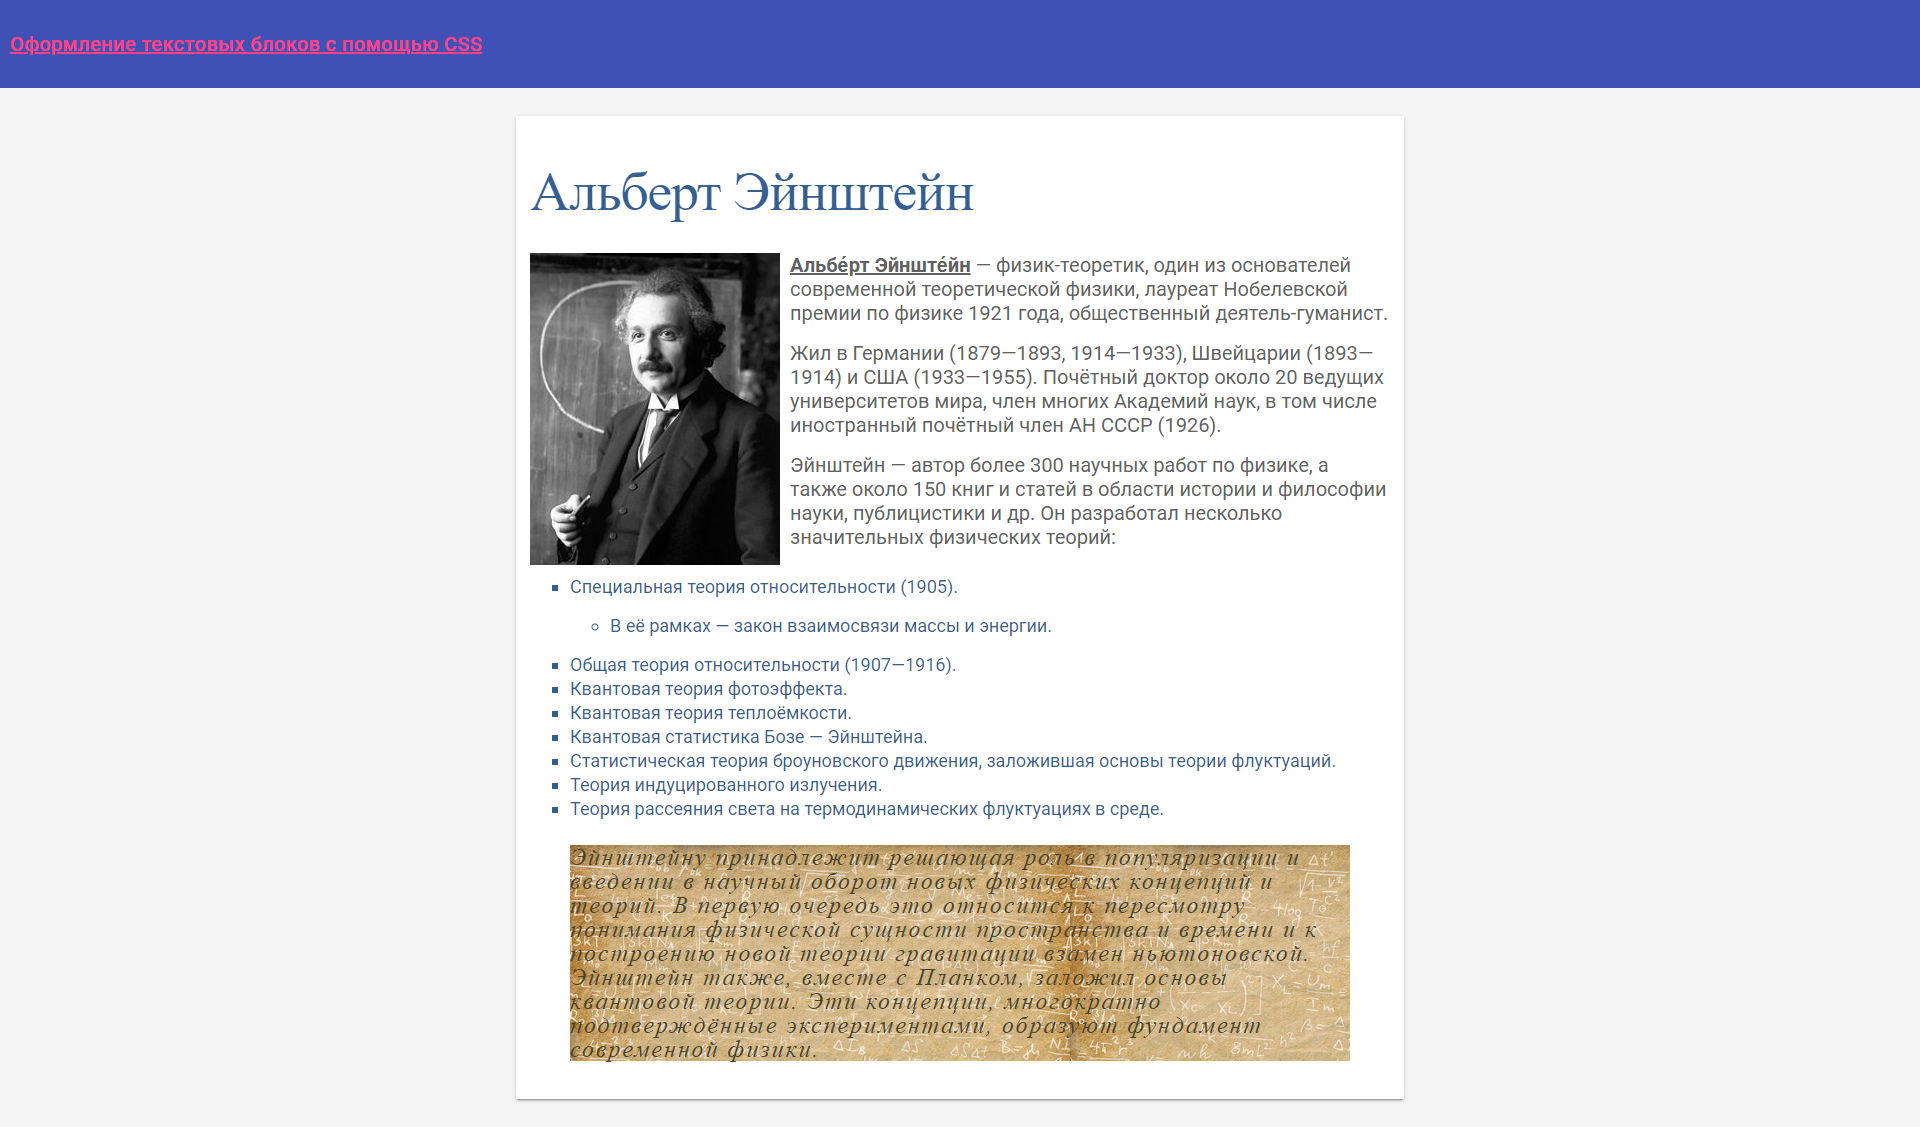 Оформление текстовых блоков с помощью CSS
Альберт Эйнштейн
Альбе́рт Эйнште́йн — физик-теоретик, один из основателей
современной теоретической физики, лауреат Нобелевской
премии по физике 1921 года, общественный деятель-гуманист.
Жил в Германии (1879—1893, 1914—1933), Швейцарии (1893—
1914) и США (1933—1955). Почётный доктор около 20 ведущих
университетов мира, член многих Академий наук, в том числе
иностранный почётный член АН СССР (1926).
Эйнштейн — автор более 300 научных работ по физике, а
также около 150 книг и статей в области истории и философии
науки, публицистики и др. Он разработал несколько
значительных физических теорий:
Специальная теория относительности (1905).
В её рамках — закон взаимосвязи массы и энергии.
Общая теория относительности (1907—1916).
Квантовая теория фотоэффекта.
Квантовая теория теплоёмкости.
Квантовая статистика Бозе — Эйнштейна.
Статистическая теория броуновского движения, заложившая основы теории флуктуаций.
Теория индуцированного излучения.
Теория рассеяния света на термодинамических флуктуациях в среде.
Эйнштейну принадлежит решающая роль в популяризации и
введении в научный оборот новых физических концепций и
теорий. В первую очередь это относится к пересмотру
понимания физической сущности пространства и времени и к
построению новой теории гравитации взамен ньютоновской.
Эйнштейн также, вместе с Планком, заложил основы
квантовой теории. Эти концепции, многократно
подтверждённые экспериментами, образуют фундамент
современной физики.